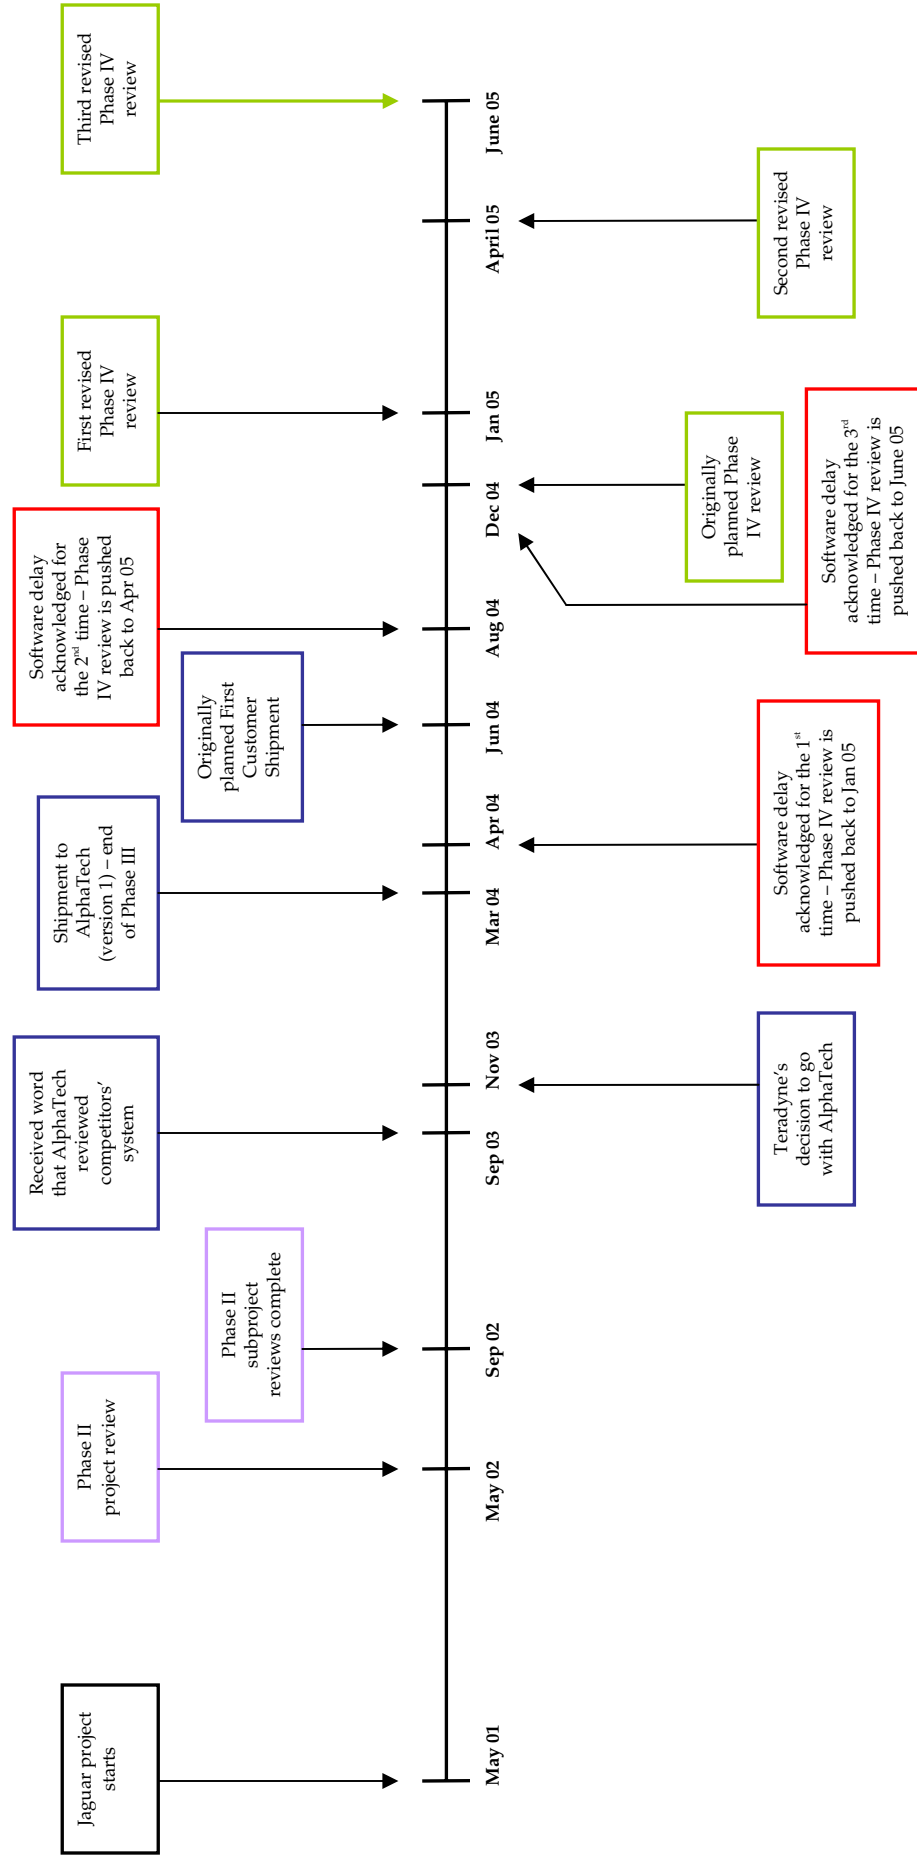 Jaguar project
starts
Phase II
project review
Phase II
subproject
reviews complete
Received word
that AlphaTech
reviewed
competitors'
system
Shipment to
AlphaTech
(version 1) – end
of Phase III
Originally
planned First
Customer
Shipment
Software delay
acknowledged for
the 2nd time – Phase
IV review is pushed
back to Apr 05
First revised
Phase IV
review
Third revised
Phase IV
review
May 01
May 02
Sep 02
Sep 03
Nov 03
Mar 04
Apr 04
Jun 04
Aug 04
Dec 04
Jan 05
April 05
June 05
Teradyne's
decision to go
with AlphaTech
Software delay
acknowledged for the 1st
time – Phase IV review is
pushed back to Jan 05
Originally
planned Phase
IV review
Software delay
acknowledged for the 3rd
time – Phase IV review is
pushed back to June 05
Second revised
Phase IV
review